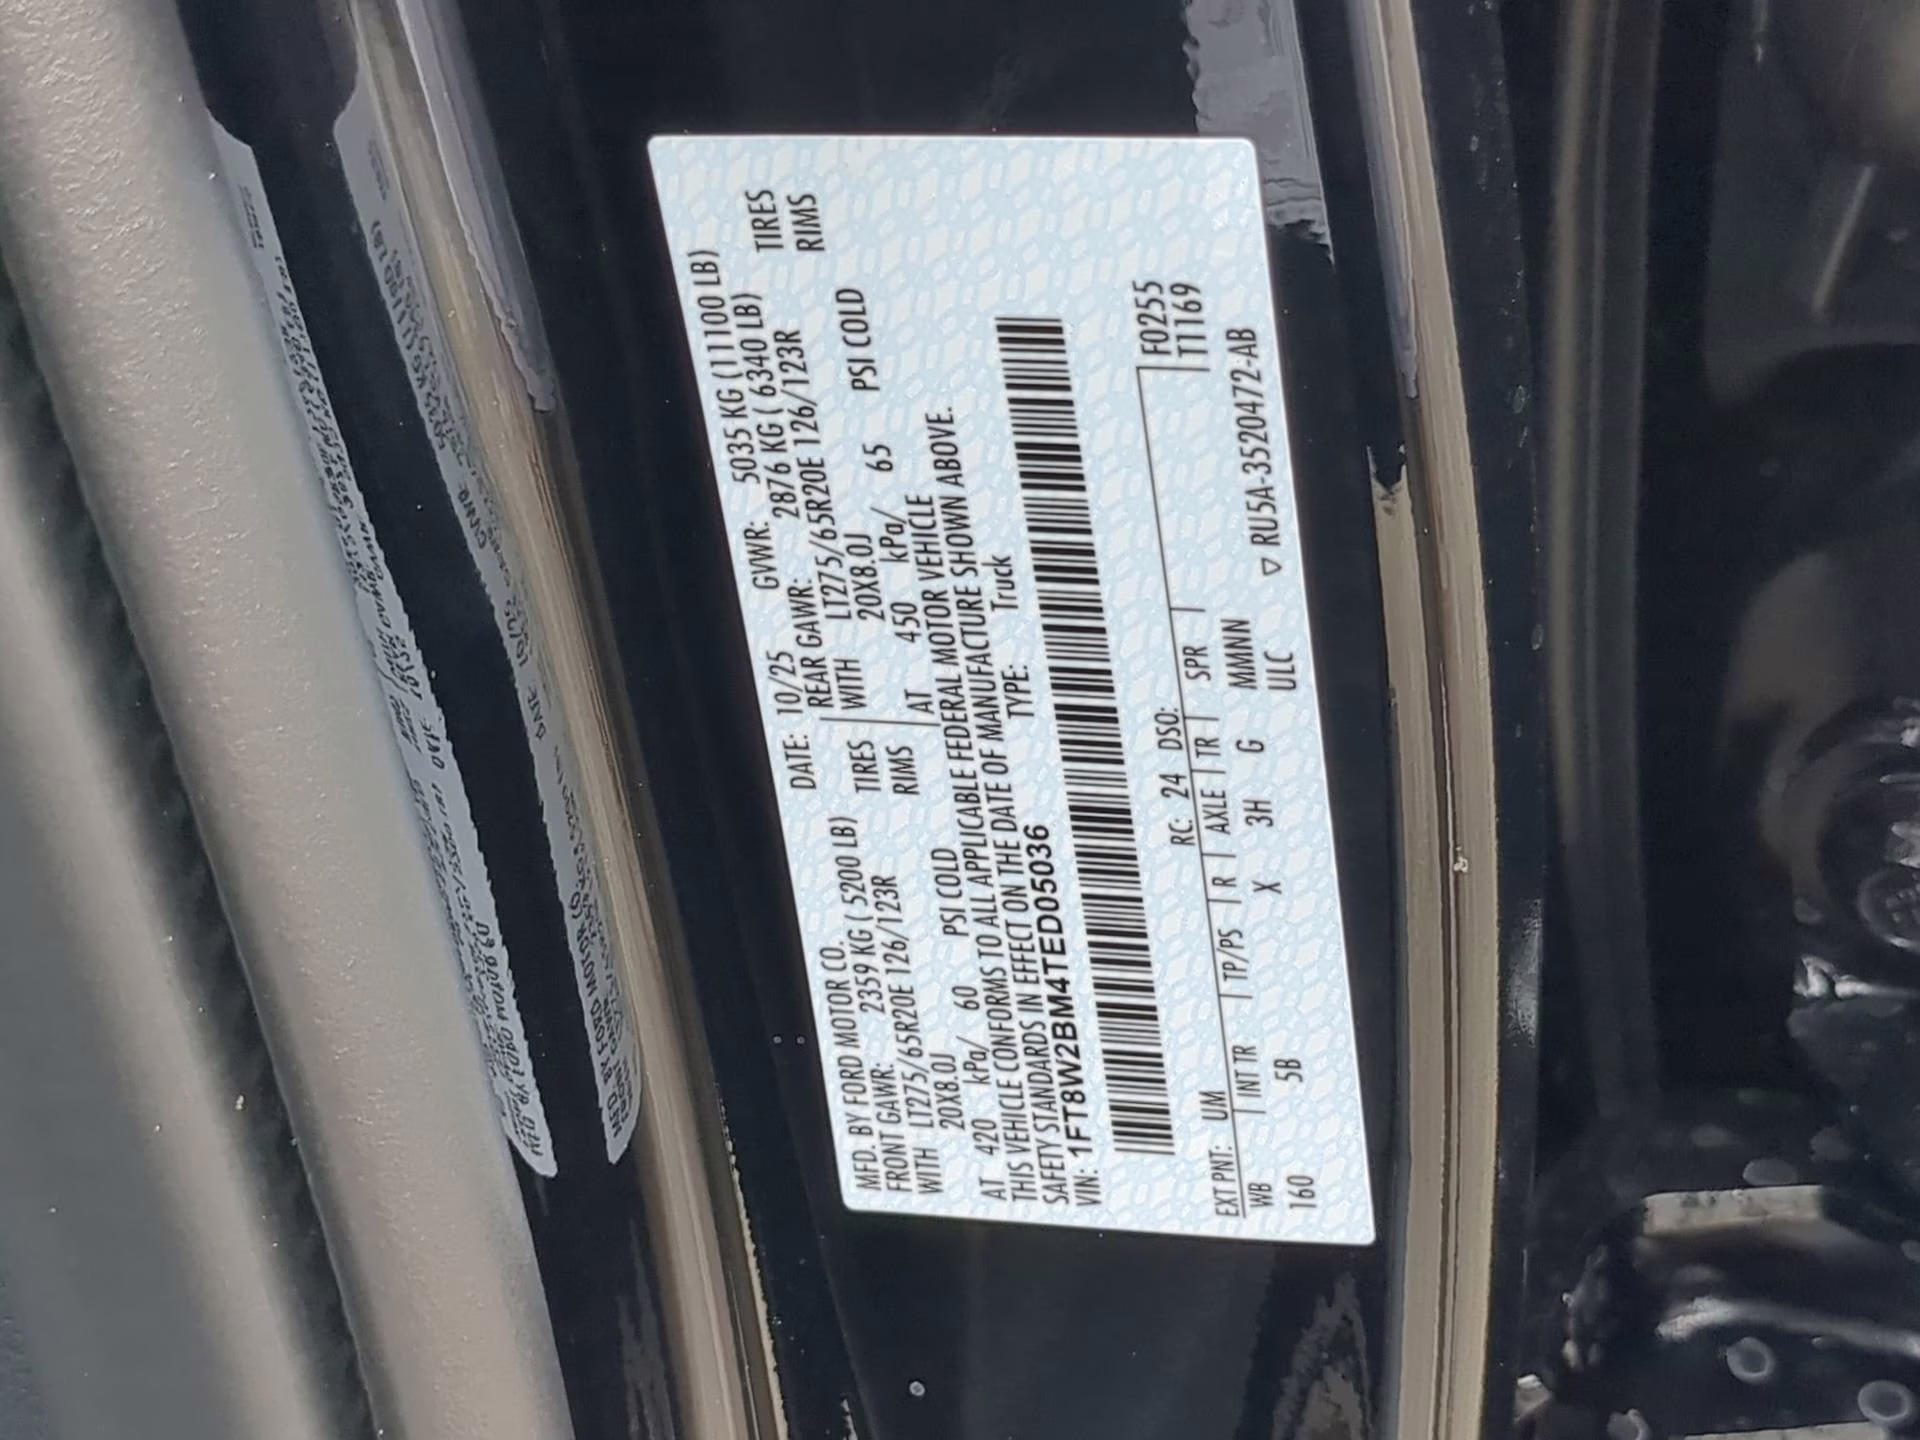 MFD. BY FORD MOTOR CO.
DATE: 10/25 GVWR: 5035 KG (11100 LB)
FRONT GAWR: 2359 KG ( 5200 LB)
REAR GAWR: 2876 KG ( 6340 LB)
WITH LT275/65R20E 126/123R TIRES
WITH LT275/65R20E 126/123R TIRES
20X8.0J RIMS
20X8.0J RIMS
AT 420 kPa/ 60 PSI COLD
AT 450 kPa/ 65 PSI COLD
THIS VEHICLE CONFORMS TO ALL APPLICABLE FEDERAL MOTOR VEHICLE
SAFETY STANDARDS IN EFFECT ON THE DATE OF MANUFACTURE SHOWN ABOVE.
VIN: 1FT8W2BM4TED05036
TYPE: Truck
F0255
T1169
EXT PNT: UM RC: 24 DSO:
WB INT TR TP/PS R AXLE TR SPR
160 5B X 3H G MMNN
ULC ▽ RU5A-3520472-AB